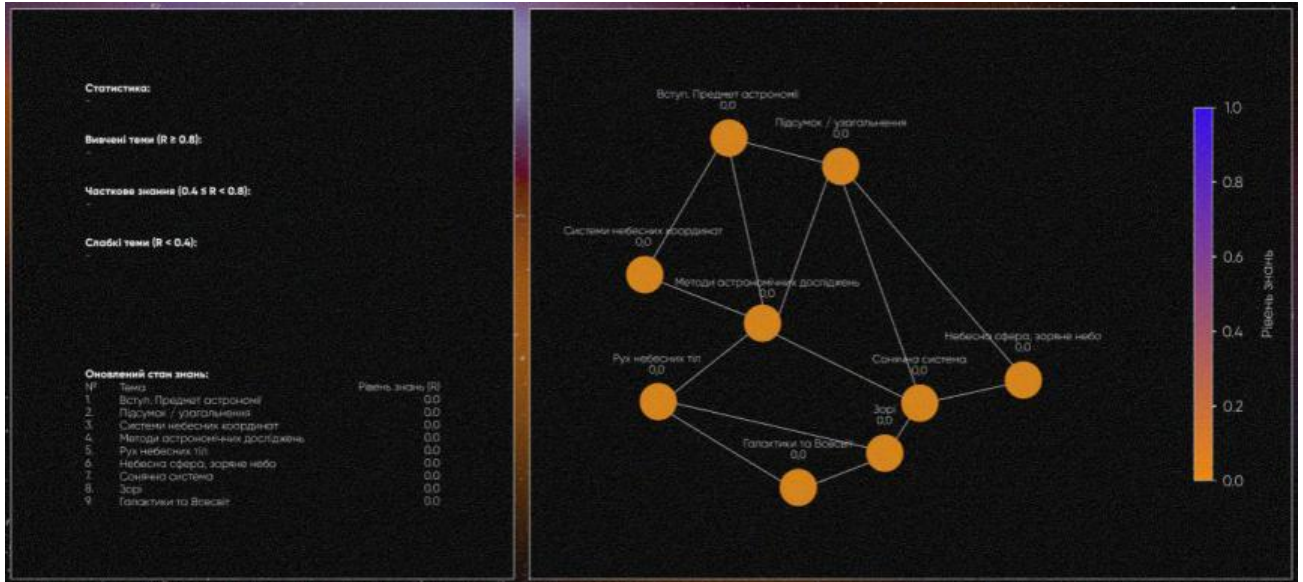 Статистика:
–
Вивчені теми (R ≥ 0.8):
–
Часткове знання (0.4 ≤ R < 0.8):
–
Слабкі теми (R < 0.4):
–
Оновлений стан знань:
№ Тема Рівень знань (R)
1. Вступ. Предмет астрономії 0.0
2. Підсумок / узагальнення 0.0
3. Системи небесних координат 0.0
4. Методи астрономічних досліджень 0.0
5. Рух небесних тіл 0.0
6. Небесна сфера, зоряне небо 0.0
7. Сонячна система 0.0
8. Зорі 0.0
9. Галактики та Всесвіт 0.0
Вступ. Предмет астрономії
0,0
Підсумок / узагальнення
0,0
Системи небесних координат
0,0
Методи астрономічних досліджень
0,0
Небесна сфера, зоряне небо
0,0
Рух небесних тіл
0,0
Сонячна система
0,0
Зорі
0,0
Галактики та Всесвіт
0,0
1.0
0.8
0.6
0.4
0.2
0.0
Рівень знань